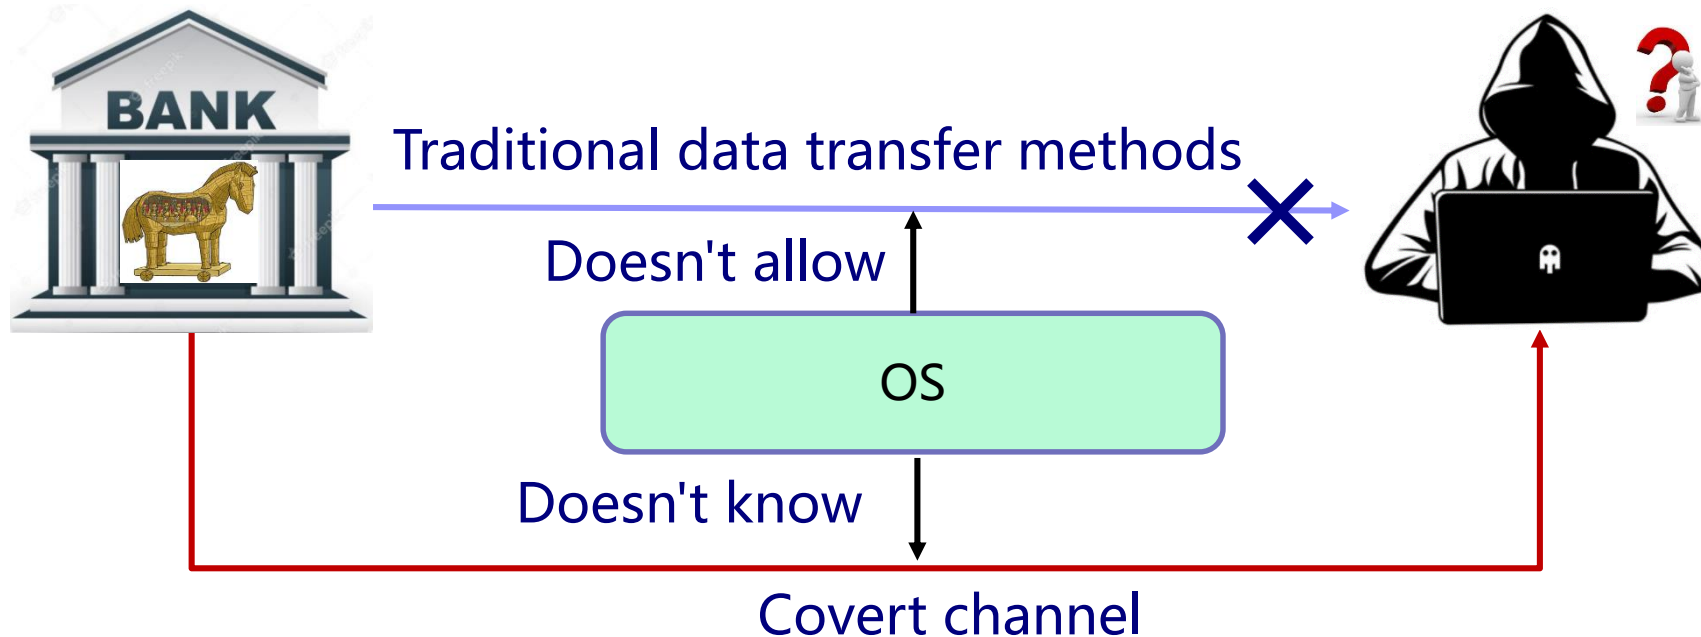 BANK
Traditional data transfer methods
Doesn't allow
OS
Doesn't know
Covert channel